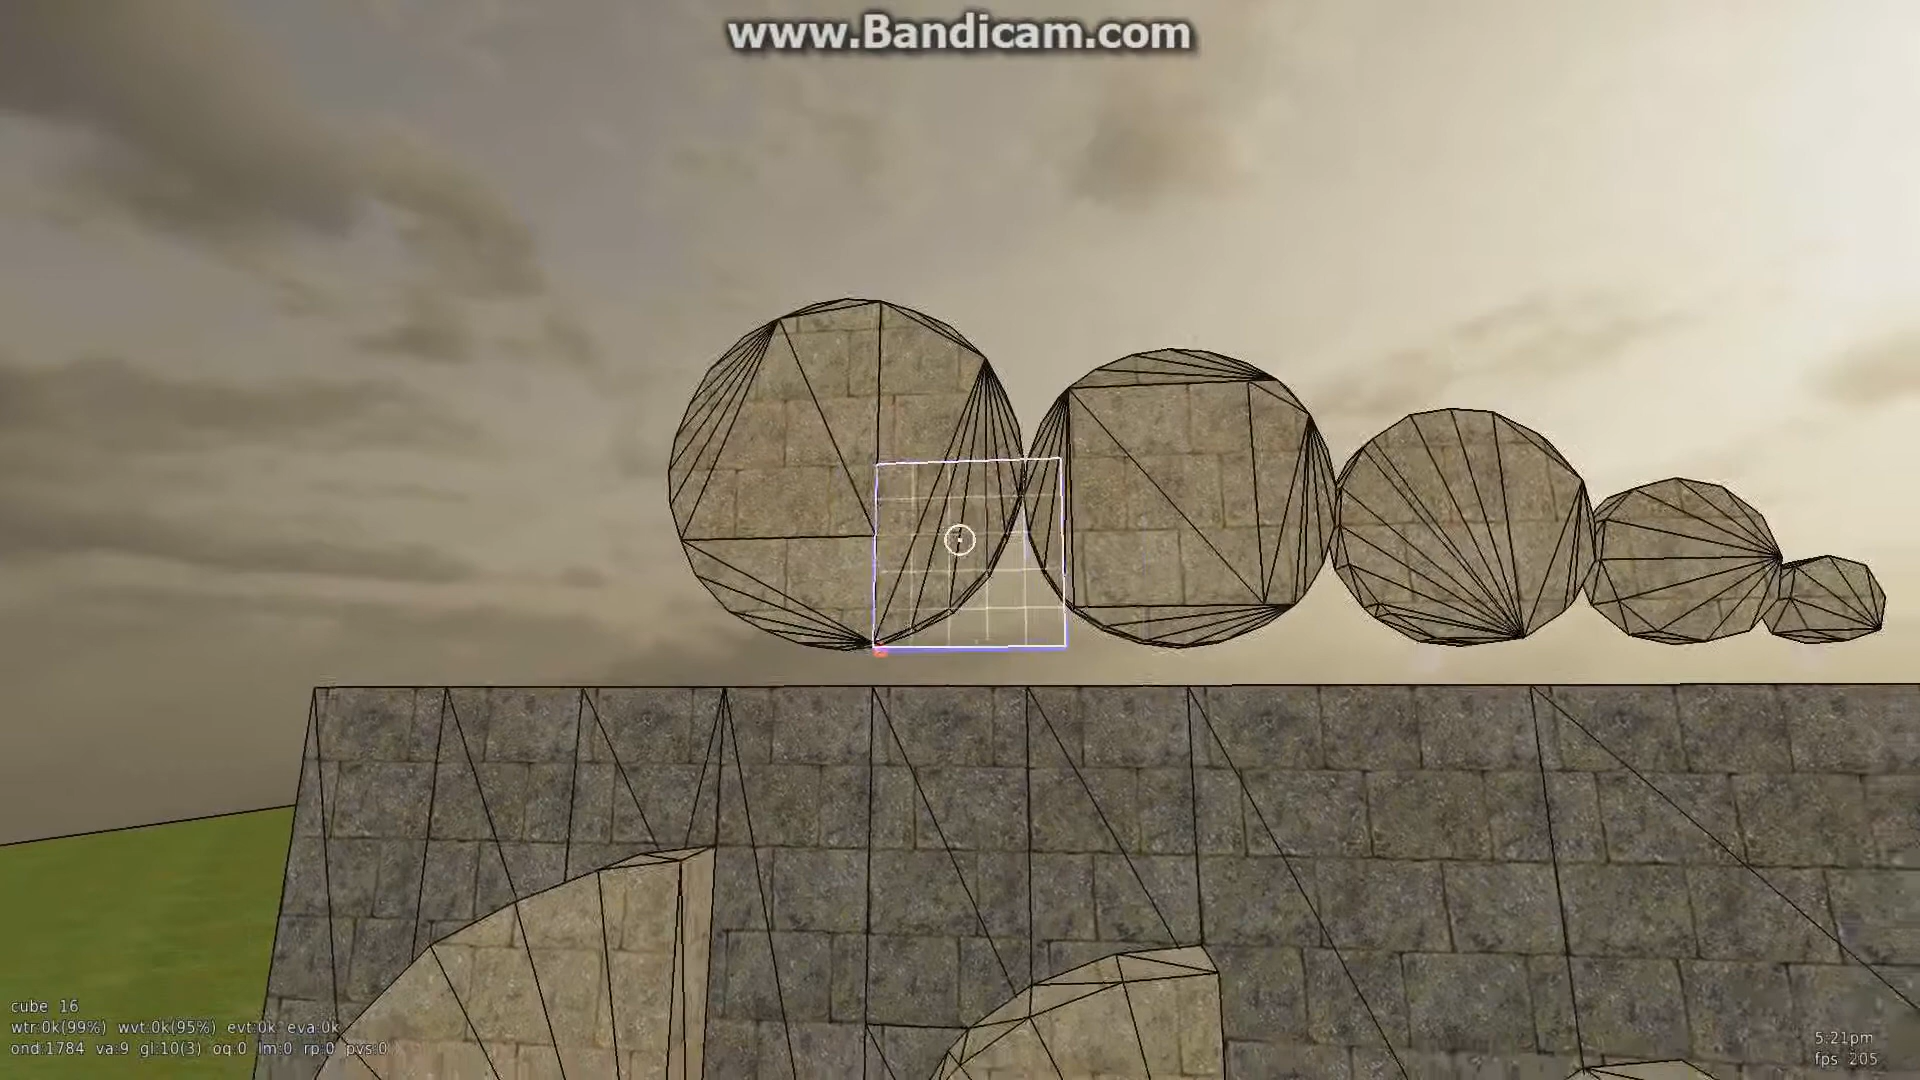 www.Bandicam.com
cube 16
wtr:0k(99%) wvt:0k(95%) evt:0k eva:0k
ond:1784 va:9 gl:10(3) oq:0 lm:0 rp:0 pvs:0
5:21pm
fps 205